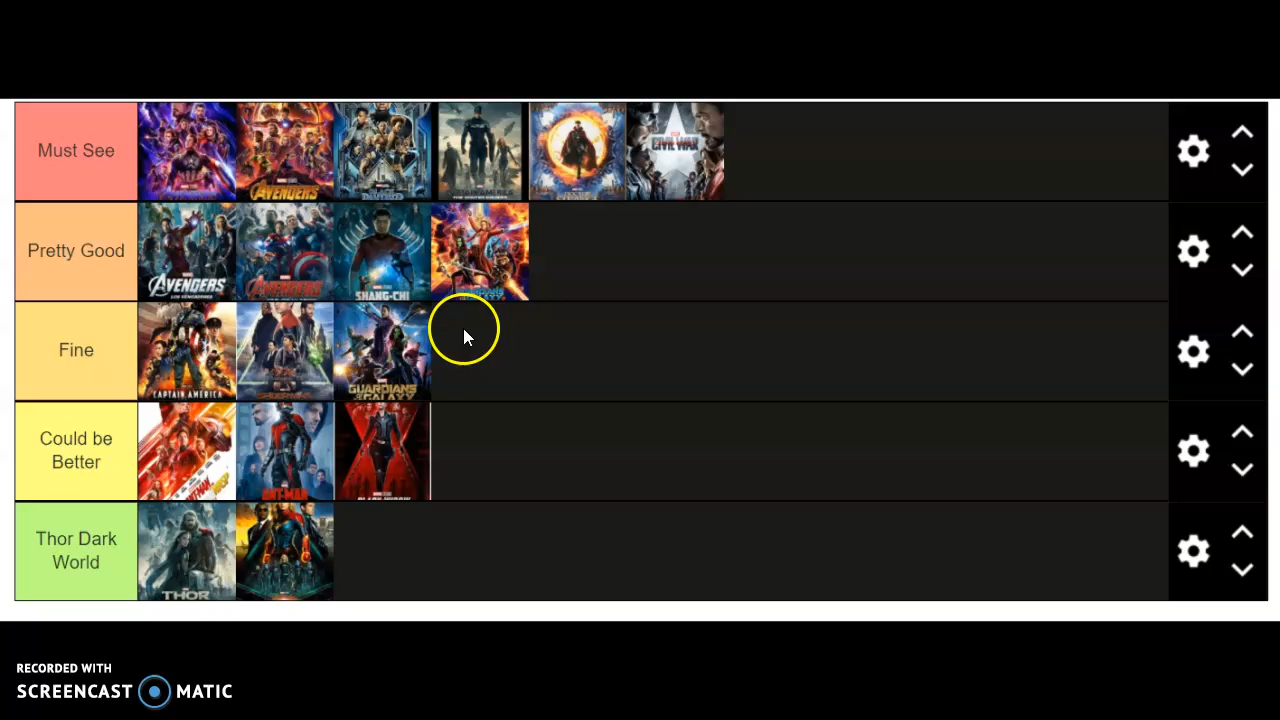 Must See
AVENGERS
CIVIL WAR
Pretty Good
AVENGERS
SHANG-CHI
Fine
CAPTAIN AMERICA
GUARDIANS
GALAXY
Could be
Better
ANT-MAN
Thor Dark
World
THOR
RECORDED WITH
SCREENCAST MATIC